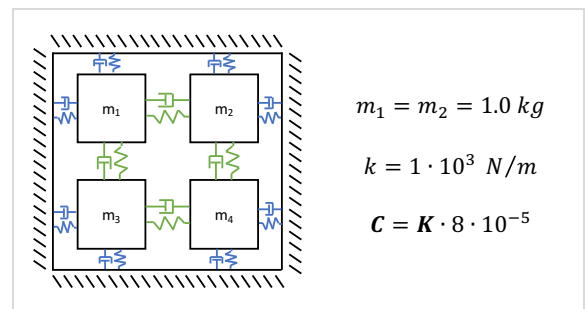 m₁ m₂
m₁ = m₂ = 1.0 kg
k = 1 · 10³ N/m
m₃ m₄
C = K · 8 · 10⁻⁵